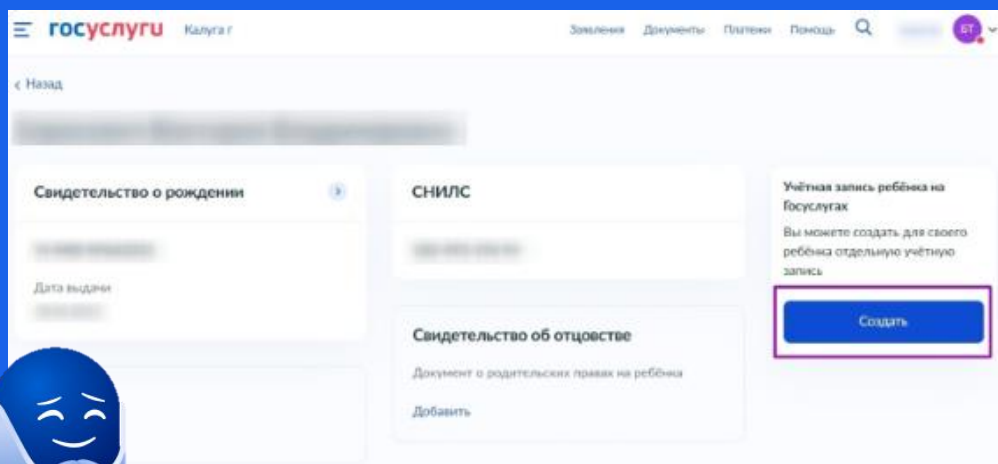 госуслуги Калуга г Заявления Документы Платежи Помощь БТ
Назад
Свидетельство о рождении
Дата выдачи
СНИЛС
Свидетельство об отцовстве
Документ о родительских правах на ребёнка
Добавить
Учётная запись ребёнка на
Госуслугах
Вы можете создать для своего
ребёнка отдельную учётную
запись
Создать